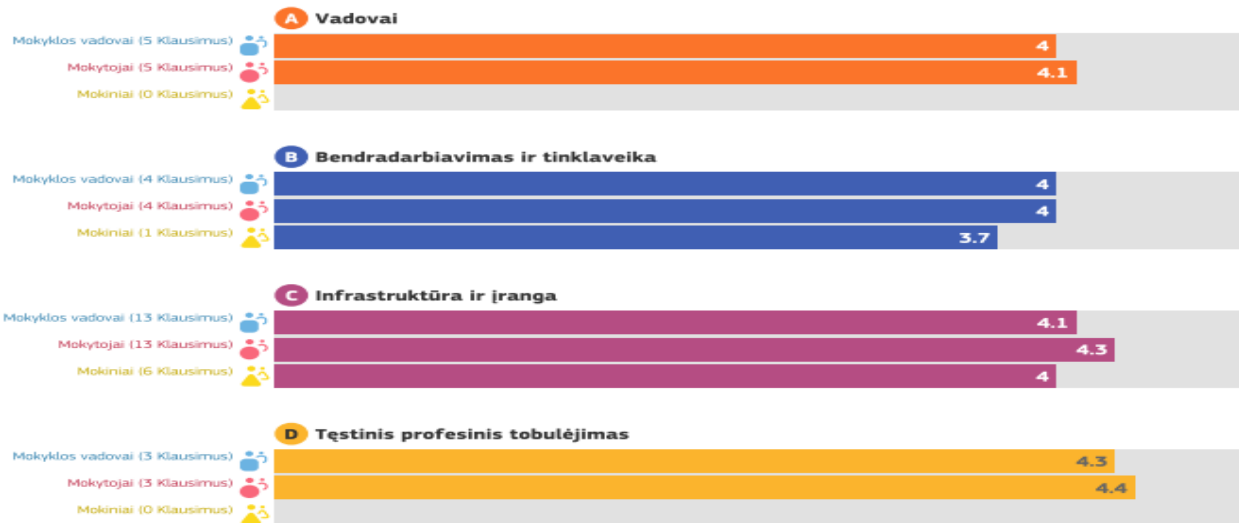 A Vadovai
Mokyklos vadovai (5 Klausimus) 4
Mokytojai (5 Klausimus) 4.1
Mokiniai (0 Klausimus)
B Bendradarbiavimas ir tinklaveika
Mokyklos vadovai (4 Klausimus) 4
Mokytojai (4 Klausimus) 4
Mokiniai (1 Klausimus) 3.7
C Infrastruktūra ir įranga
Mokyklos vadovai (13 Klausimus) 4.1
Mokytojai (13 Klausimus) 4.3
Mokiniai (6 Klausimus) 4
D Tęstinis profesinis tobulėjimas
Mokyklos vadovai (3 Klausimus) 4.3
Mokytojai (3 Klausimus) 4.4
Mokiniai (0 Klausimus)